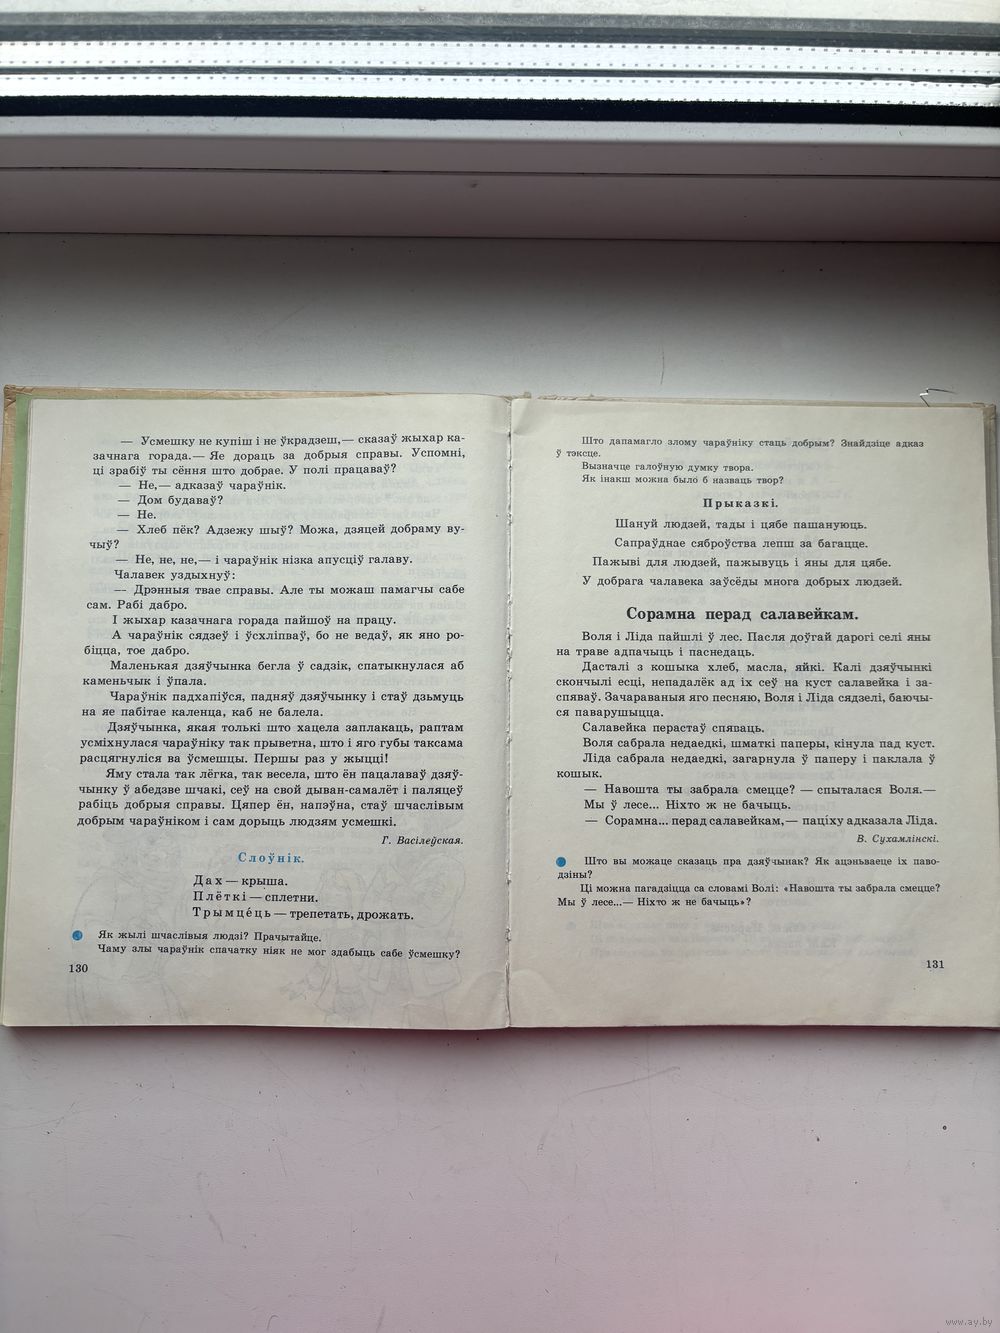 — Усмешку не купіш і не ўкрадзеш,— сказаў жыхар ка-
зачнага горада.— Яе дораць за добрыя справы. Успомні,
ці зрабіў ты сёння што добрае. У полі працаваў?
— Не,— адказаў чараўнік.
— Дом будаваў?
— Не.
— Хлеб пёк? Адзежу шыў? Можа, дзяцей добраму ву-
чыў?
— Не, не, не,— і чараўнік нізка апусціў галаву.
Чалавек уздыхнуў:
— Дрэнныя твае справы. Але ты можаш памагчы сабе
сам. Рабі дабро.
І жыхар казачнага горада пайшоў на працу.
А чараўнік сядзеў і ўсхліпваў, бо не ведаў, як яно ро-
біцца, тое дабро.
Маленькая дзяўчынка бегла ў садзік, спатыкнулася аб
каменьчык і ўпала.
Чараўнік падхапіўся, падняў дзяўчынку і стаў дзьмуць
на яе пабітае каленца, каб не балела.
Дзяўчынка, якая толькі што хацела заплакаць, раптам
усміхнулася чараўніку так прыветна, што і яго губы таксама
расцягнуліся ва ўсмешцы. Першы раз у жыцці!
Яму стала так лёгка, так весела, што ён пацалаваў дзяў-
чынку ў абедзве шчакі, сеў на свой дыван-самалёт і паляцеў
рабіць добрыя справы. Цяпер ён, напэўна, стаў шчаслівым
добрым чараўніком і сам дорыць людзям усмешкі.
Г. Васілеўская.
Слоўнік.
Дах — крыша.
Плёткі — сплетни.
Трымце́ць — трепетать, дрожать.
Як жылі шчаслівыя людзі? Прачытайце.
Чаму злы чараўнік спачатку ніяк не мог здабыць сабе ўсмешку?
130
Што дапамагло злому чараўніку стаць добрым? Знайдзіце адказ
ў тэксце.
Вызначце галоўную думку твора.
Як інакш можна было б назваць твор?
Прыказкі.
Шануй людзей, тады і цябе пашануюць.
Сапраўднае сяброўства лепш за багацце.
Пажыві для людзей, пажывуць і яны для цябе.
У добрага чалавека заўсёды многа добрых людзей.
Сорамна перад салавейкам.
Воля і Ліда пайшлі ў лес. Пасля доўгай дарогі селі яны
на траве адпачыць і паснедаць.
Дасталі з кошыка хлеб, масла, яйкі. Калі дзяўчынкі
скончылі есці, непадалёк ад іх сеў на куст салавейка і за-
спяваў. Зачараваныя яго песняю, Воля і Ліда сядзелі, баючы-
ся паварушыцца.
Салавейка перастаў спяваць.
Воля сабрала недаедкі, шматкі паперы, кінула пад куст.
Ліда сабрала недаедкі, загарнула ў паперу і паклала ў
кошык.
— Навошта ты забрала смецце? — спыталася Воля.—
Мы ў лесе... Ніхто ж не бачыць.
— Сорамна... перад салавейкам,— паціху адказала Ліда.
В. Сухамлінскі.
Што вы можаце сказаць пра дзяўчынак? Як ацэньваеце іх паво-
дзіны?
Ці можна пагадзіцца са словамі Волі: «Навошта ты забрала смецце?
Мы ў лесе...— Ніхто ж не бачыць»?
131
www.ay.by